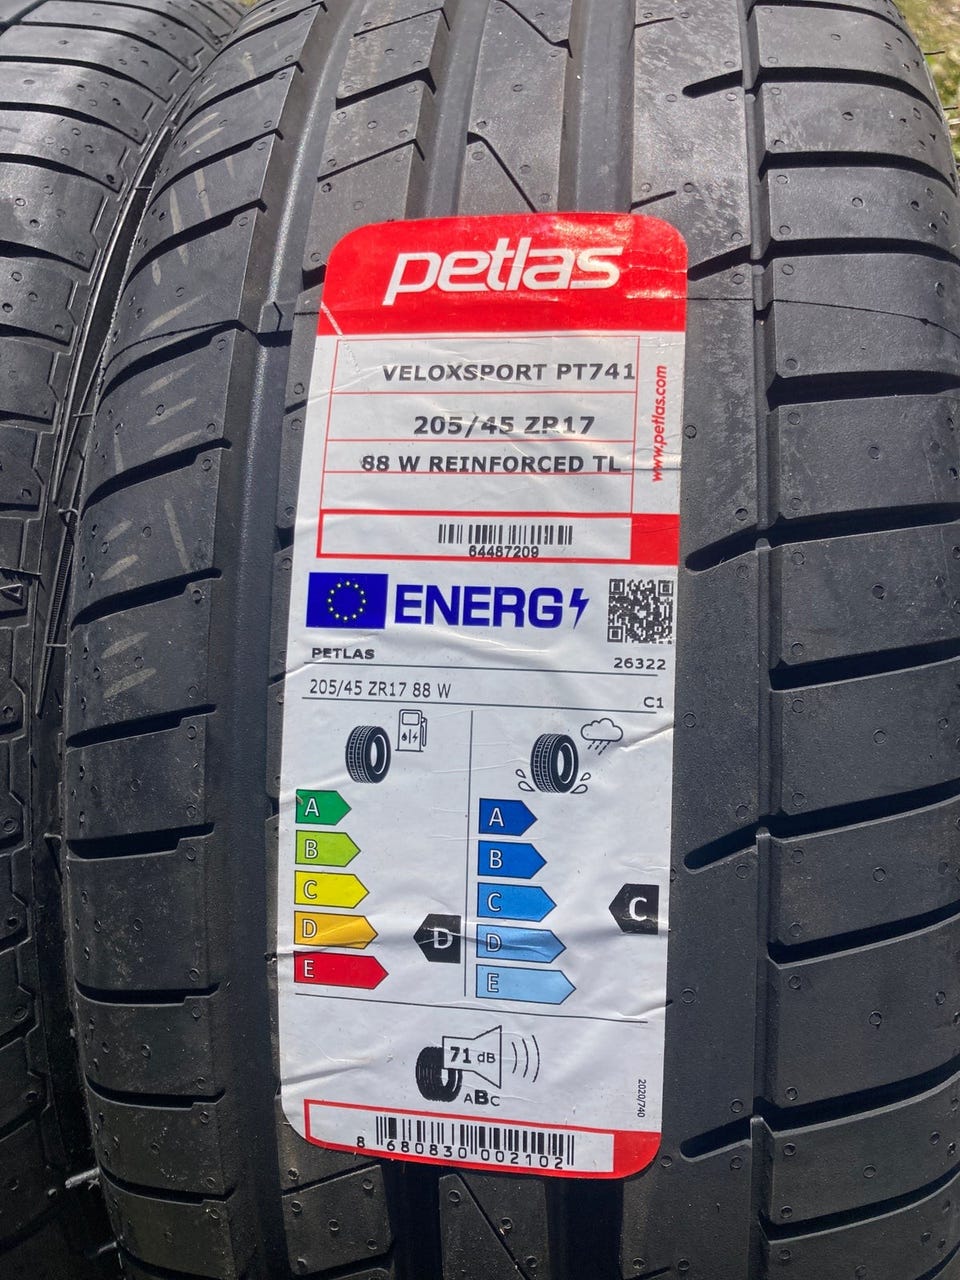 petlas
VELOXSPORT PT741
205/45 ZR17
88 W REINFORCED TL
www.petlas.com
64487209
ENERG
PETLAS 26322
205/45 ZR17 88 W C1
A
B
C
D
E
D
A
B
C
D
E
C
71 dB
ABC
2020/740
8 680830 002102